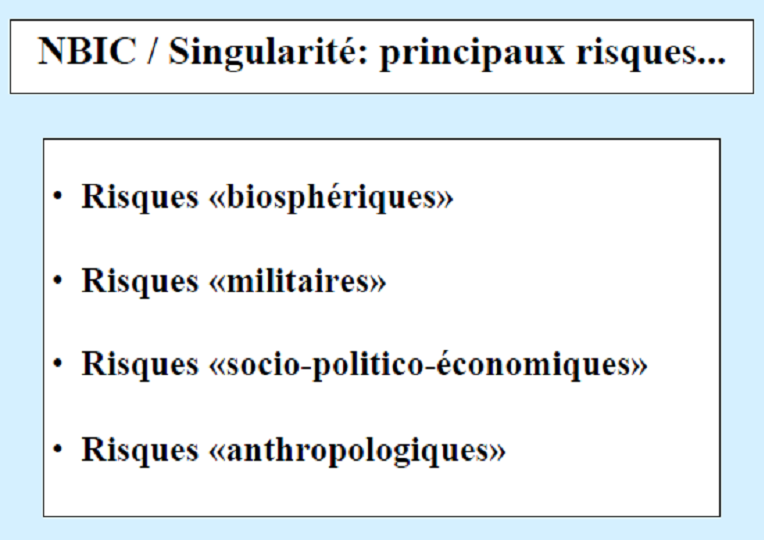 NBIC / Singularité: principaux risques...
• Risques «biosphériques»
• Risques «militaires»
• Risques «socio-politico-économiques»
• Risques «anthropologiques»